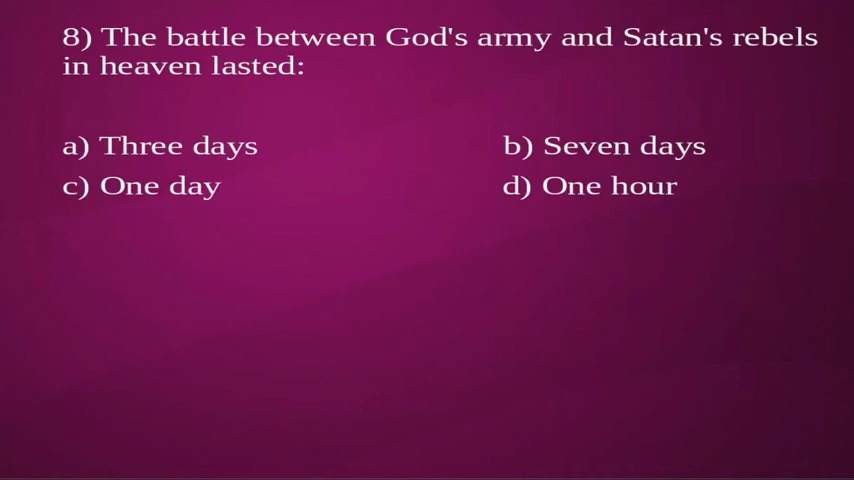 8) The battle between God's army and Satan's rebels
in heaven lasted:
a) Three days
b) Seven days
c) One day
d) One hour